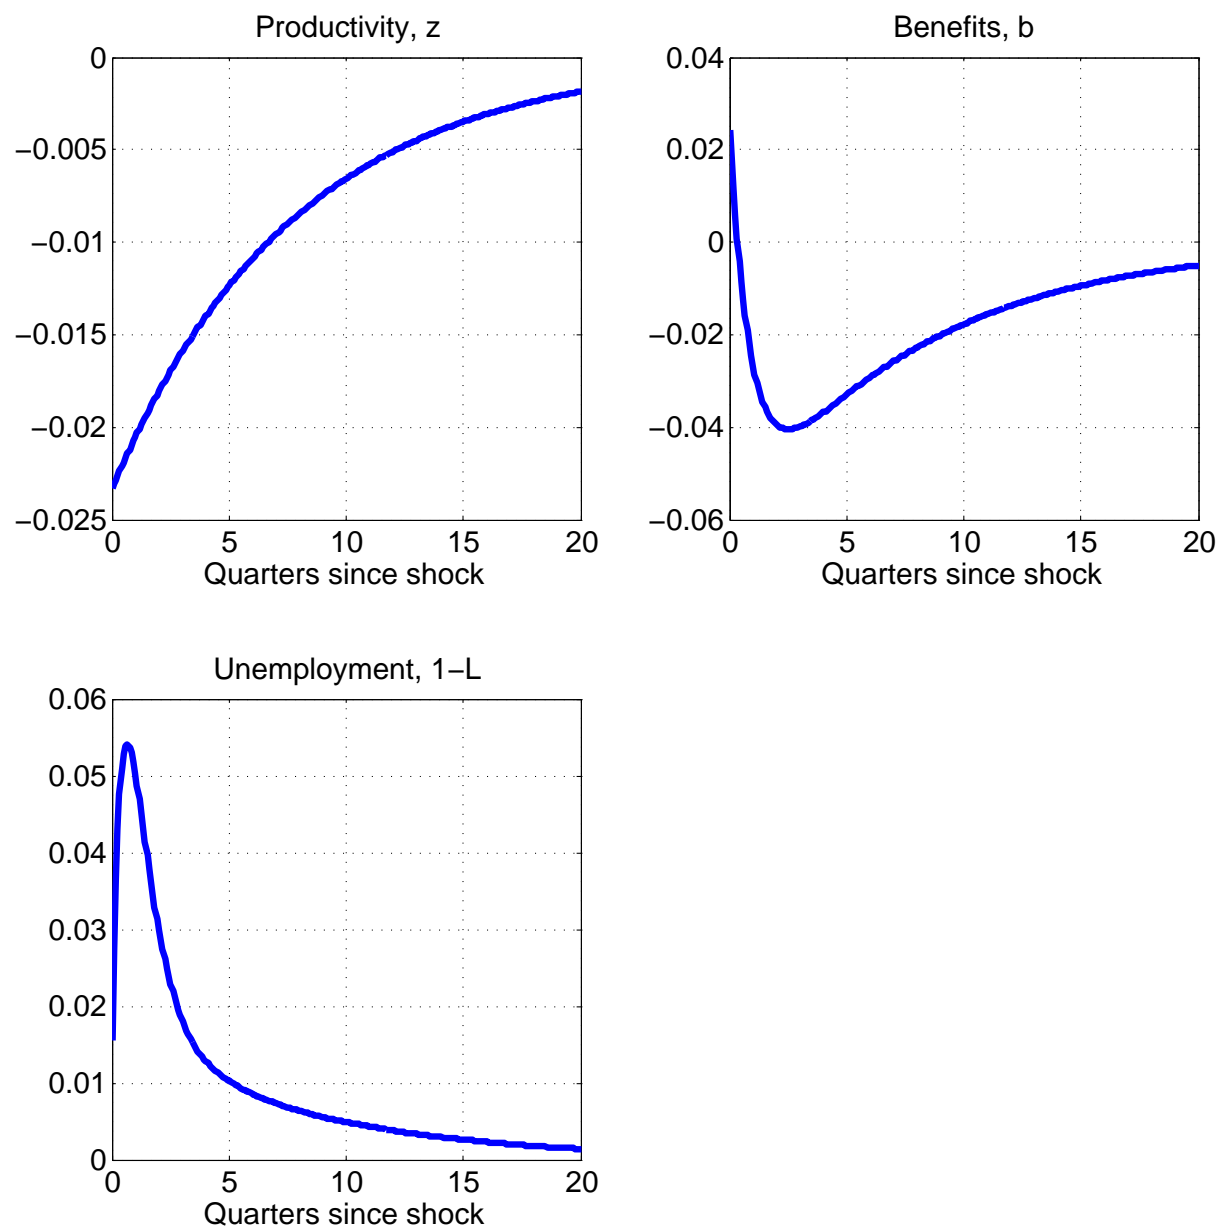 Productivity, z
0
−0.005
−0.01
−0.015
−0.02
−0.025
0 5 10 15 20
Quarters since shock
Benefits, b
0.04
0.02
0
−0.02
−0.04
−0.06
0 5 10 15 20
Quarters since shock
Unemployment, 1−L
0.06
0.05
0.04
0.03
0.02
0.01
0
0 5 10 15 20
Quarters since shock